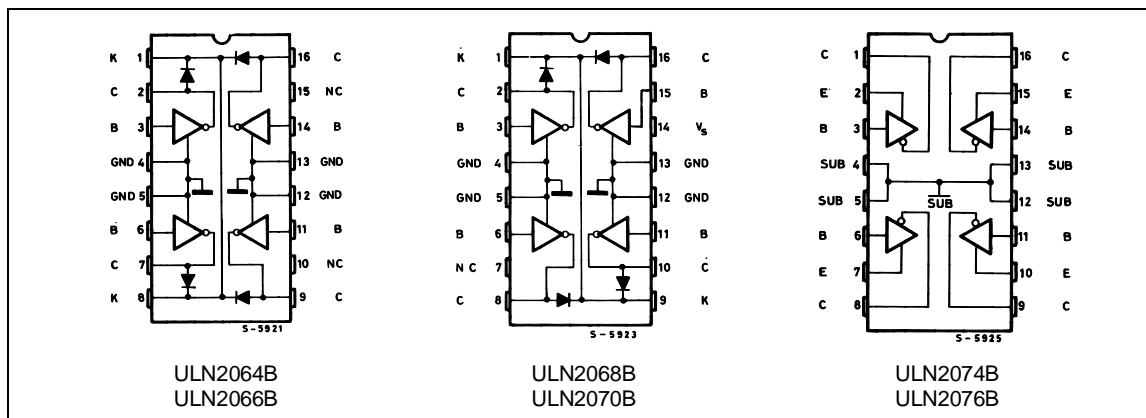 K 1 16 C
C 2 15 NC
B 3 14 B
GND 4 13 GND
GND 5 12 GND
B 6 11 B
C 7 10 NC
K 8 9 C
S-5921
ULN2064B
ULN2066B
K 1 16 C
C 2 15 B
B 3 14 Vs
GND 4 13 GND
GND 5 12 GND
B 6 11 B
NC 7 10 C
C 8 9 K
S-5923
ULN2068B
ULN2070B
C 1 16 C
E 2 15 E
B 3 14 B
SUB 4 13 SUB
SUB
SUB 5 12 SUB
B 6 11 B
E 7 10 E
C 8 9 C
S-5925
ULN2074B
ULN2076B